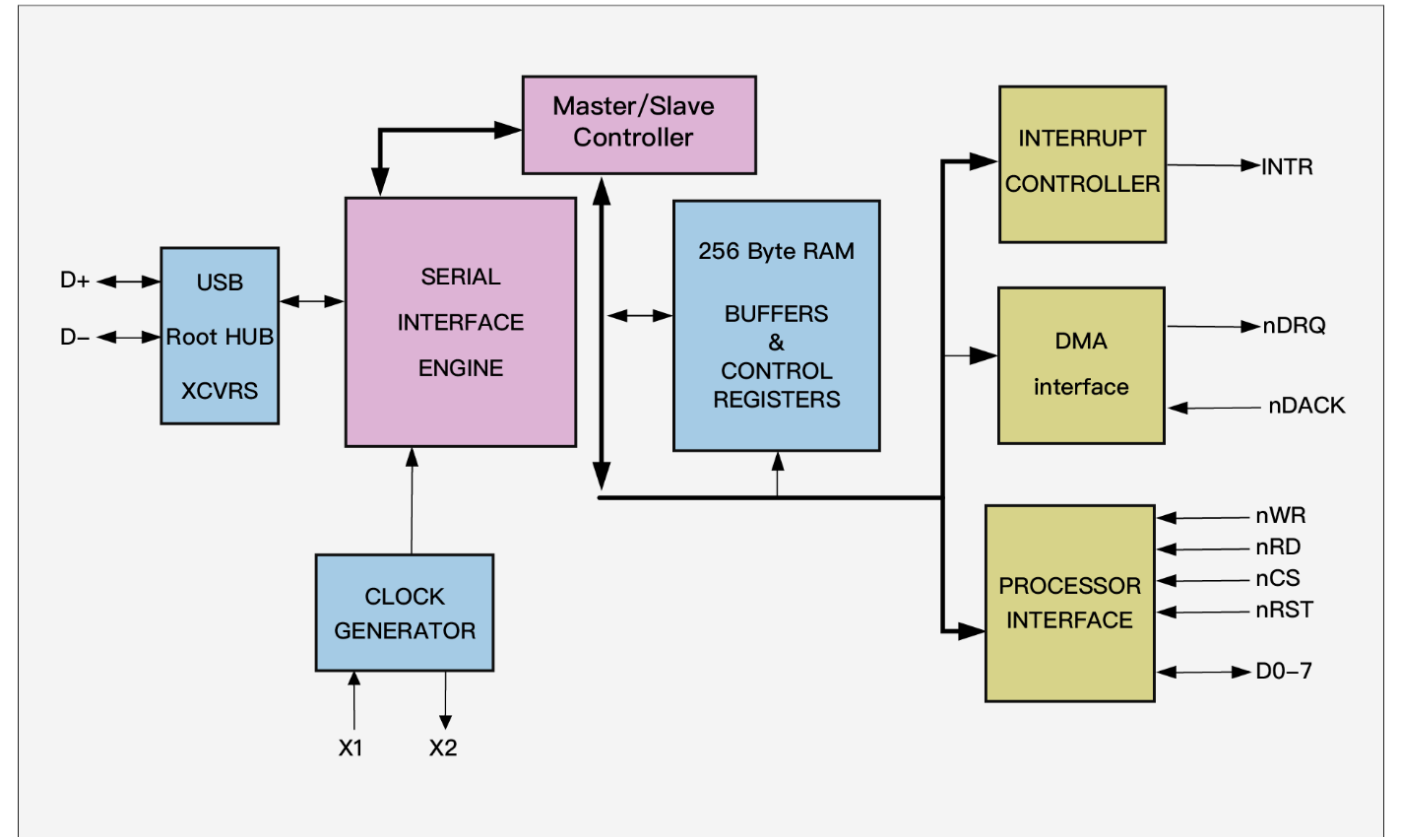 Master/Slave
Controller
INTERRUPT
CONTROLLER
INTR
256 Byte RAM
BUFFERS
&
CONTROL
REGISTERS
SERIAL
INTERFACE
ENGINE
D+
D−
USB
Root HUB
XCVRS
DMA
interface
nDRQ
nDACK
PROCESSOR
INTERFACE
nWR
nRD
nCS
nRST
D0−7
CLOCK
GENERATOR
X1
X2